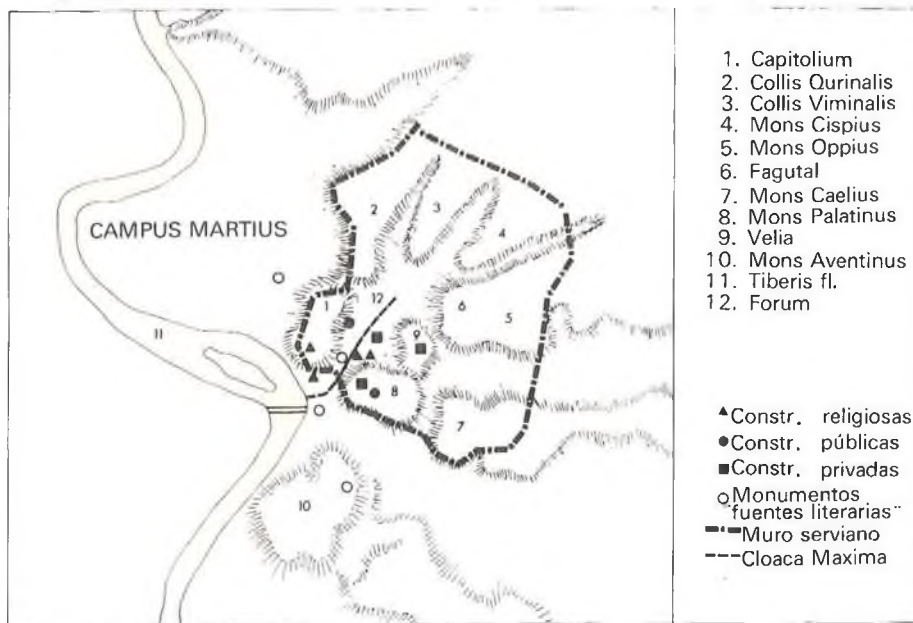 CAMPUS MARTIUS
2
3
4
1
12
6
5
9
11
8
7
10
1. Capitolium
2. Collis Qurinalis
3. Collis Viminalis
4. Mons Cispius
5. Mons Oppius
6. Fagutal
7. Mons Caelius
8. Mons Palatinus
9. Velia
10. Mons Aventinus
11. Tiberis fl.
12. Forum
Constr. religiosas
Constr. públicas
Constr. privadas
Monumentos
"fuentes literarias"
Muro serviano
Cloaca Maxima